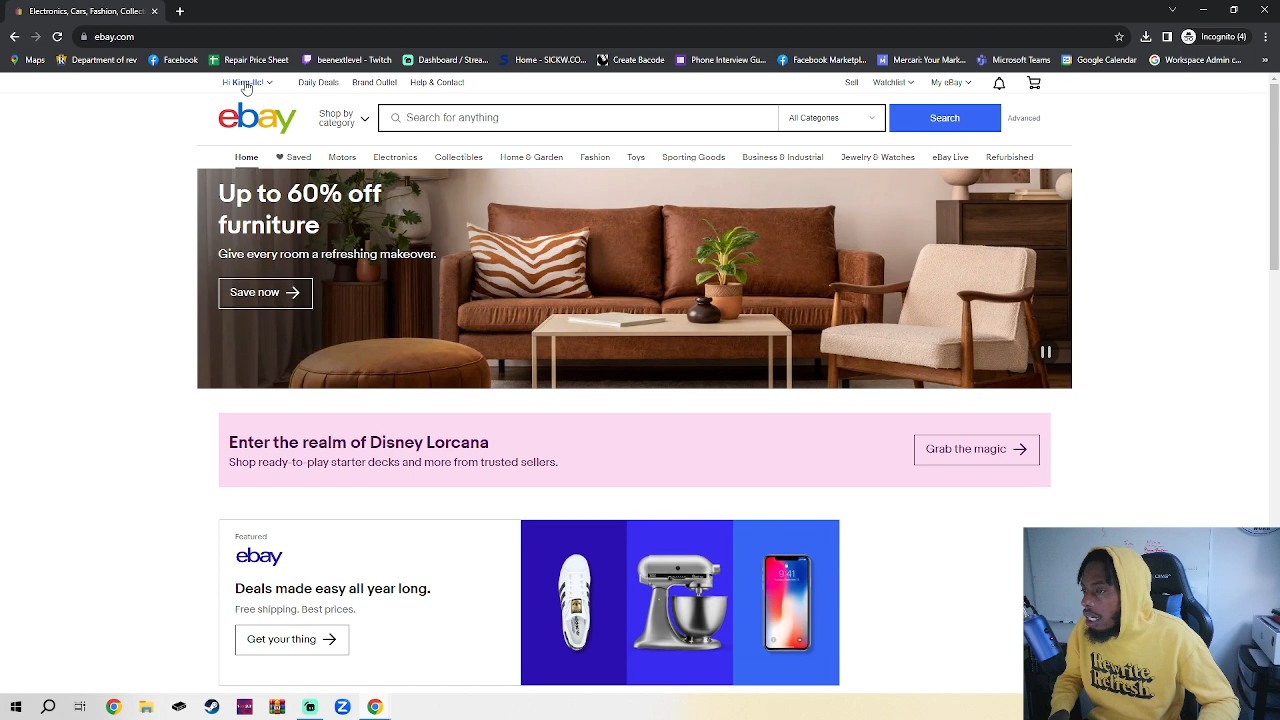 Electronics, Cars, Fashion, Collecti
ebay.com
Incognito (4)
Maps
Department of rev
Facebook
Repair Price Sheet
inenextlevel - Twitch
Dashboard / Strea...
Home - SICKW.CO...
Create Barcode
Phone Interview Gu...
Facebook Marketpl...
Mercari: Your Mark...
Microsoft Teams
Google Calendar
Workspace Admin c...
»
Hi
Daily Deals
Brand Outlet
Help & Contact
Sell
Watchlist
My eBay
ebay
Shop by
category
Search for anything
All Categories
Search
Advanced
Home
Saved
Motors
Electronics
Collectibles
Home & Garden
Fashion
Toys
Sporting Goods
Business & Industrial
Jewelry & Watches
eBay Live
Refurbished
Up to 60% off
furniture
Give every room a refreshing makeover.
Save now
Enter the realm of Disney Lorcana
Shop ready-to-play starter decks and more from trusted sellers.
Grab the magic
Featured
ebay
Deals made easy all year long.
Free shipping. Best prices.
Get your thing
9:41
Rewrite
Refresh